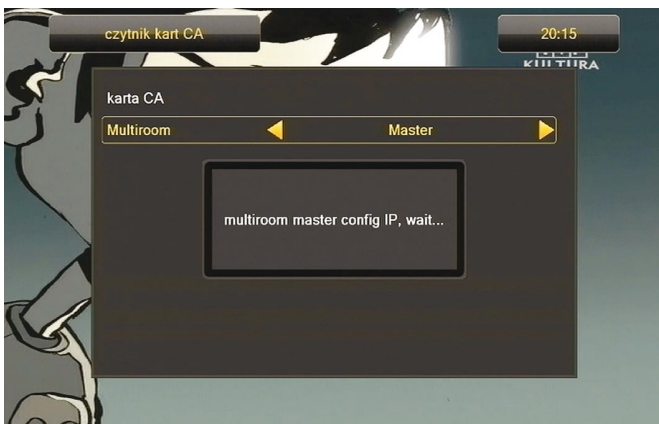 czytnik kart CA
20:15
KULTURA
karta CA
Multiroom
Master
multiroom master config IP, wait...